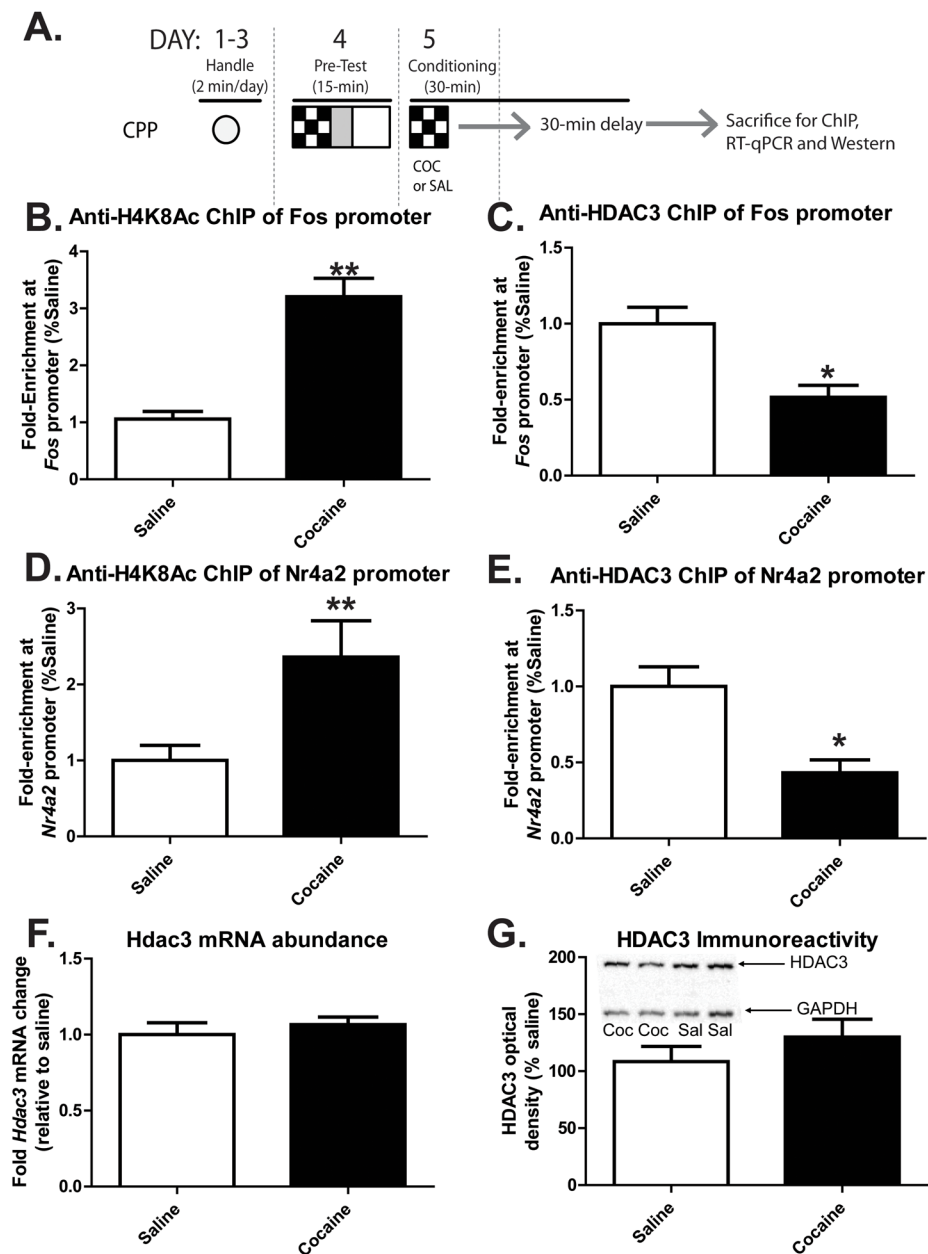 A.
DAY: 1-3 4 5
Handle Pre-Test Conditioning
(2 min/day) (15-min) (30-min)
CPP
30-min delay
Sacrifice for ChIP,
RT-qPCR and Western
COC
or SAL
B. Anti-H4K8Ac ChIP of Fos promoter
Fold-Enrichment at
Fos promoter (%Saline)
4
3
2
1
0
**
Saline Cocaine
C. Anti-HDAC3 ChIP of Fos promoter
Fold-enrichment at
Fos promoter (%Saline)
1.5
1.0
0.5
0.0
*
Saline Cocaine
D. Anti-H4K8Ac ChIP of Nr4a2 promoter
Fold-enrichment at
Nr4a2 promoter (%Saline)
3
2
1
0
**
Saline Cocaine
E. Anti-HDAC3 ChIP of Nr4a2 promoter
Fold-enrichment at
Nr4a2 promoter (%Saline)
1.5
1.0
0.5
0.0
*
Saline Cocaine
F. Hdac3 mRNA abundance
Fold Hdac3 mRNA change
(relative to saline)
1.5
1.0
0.5
0.0
Saline Cocaine
G. HDAC3 Immunoreactivity
HDAC3 optical
density (% saline)
200
150
100
50
0
HDAC3
GAPDH
Coc Coc Sal Sal
Saline Cocaine